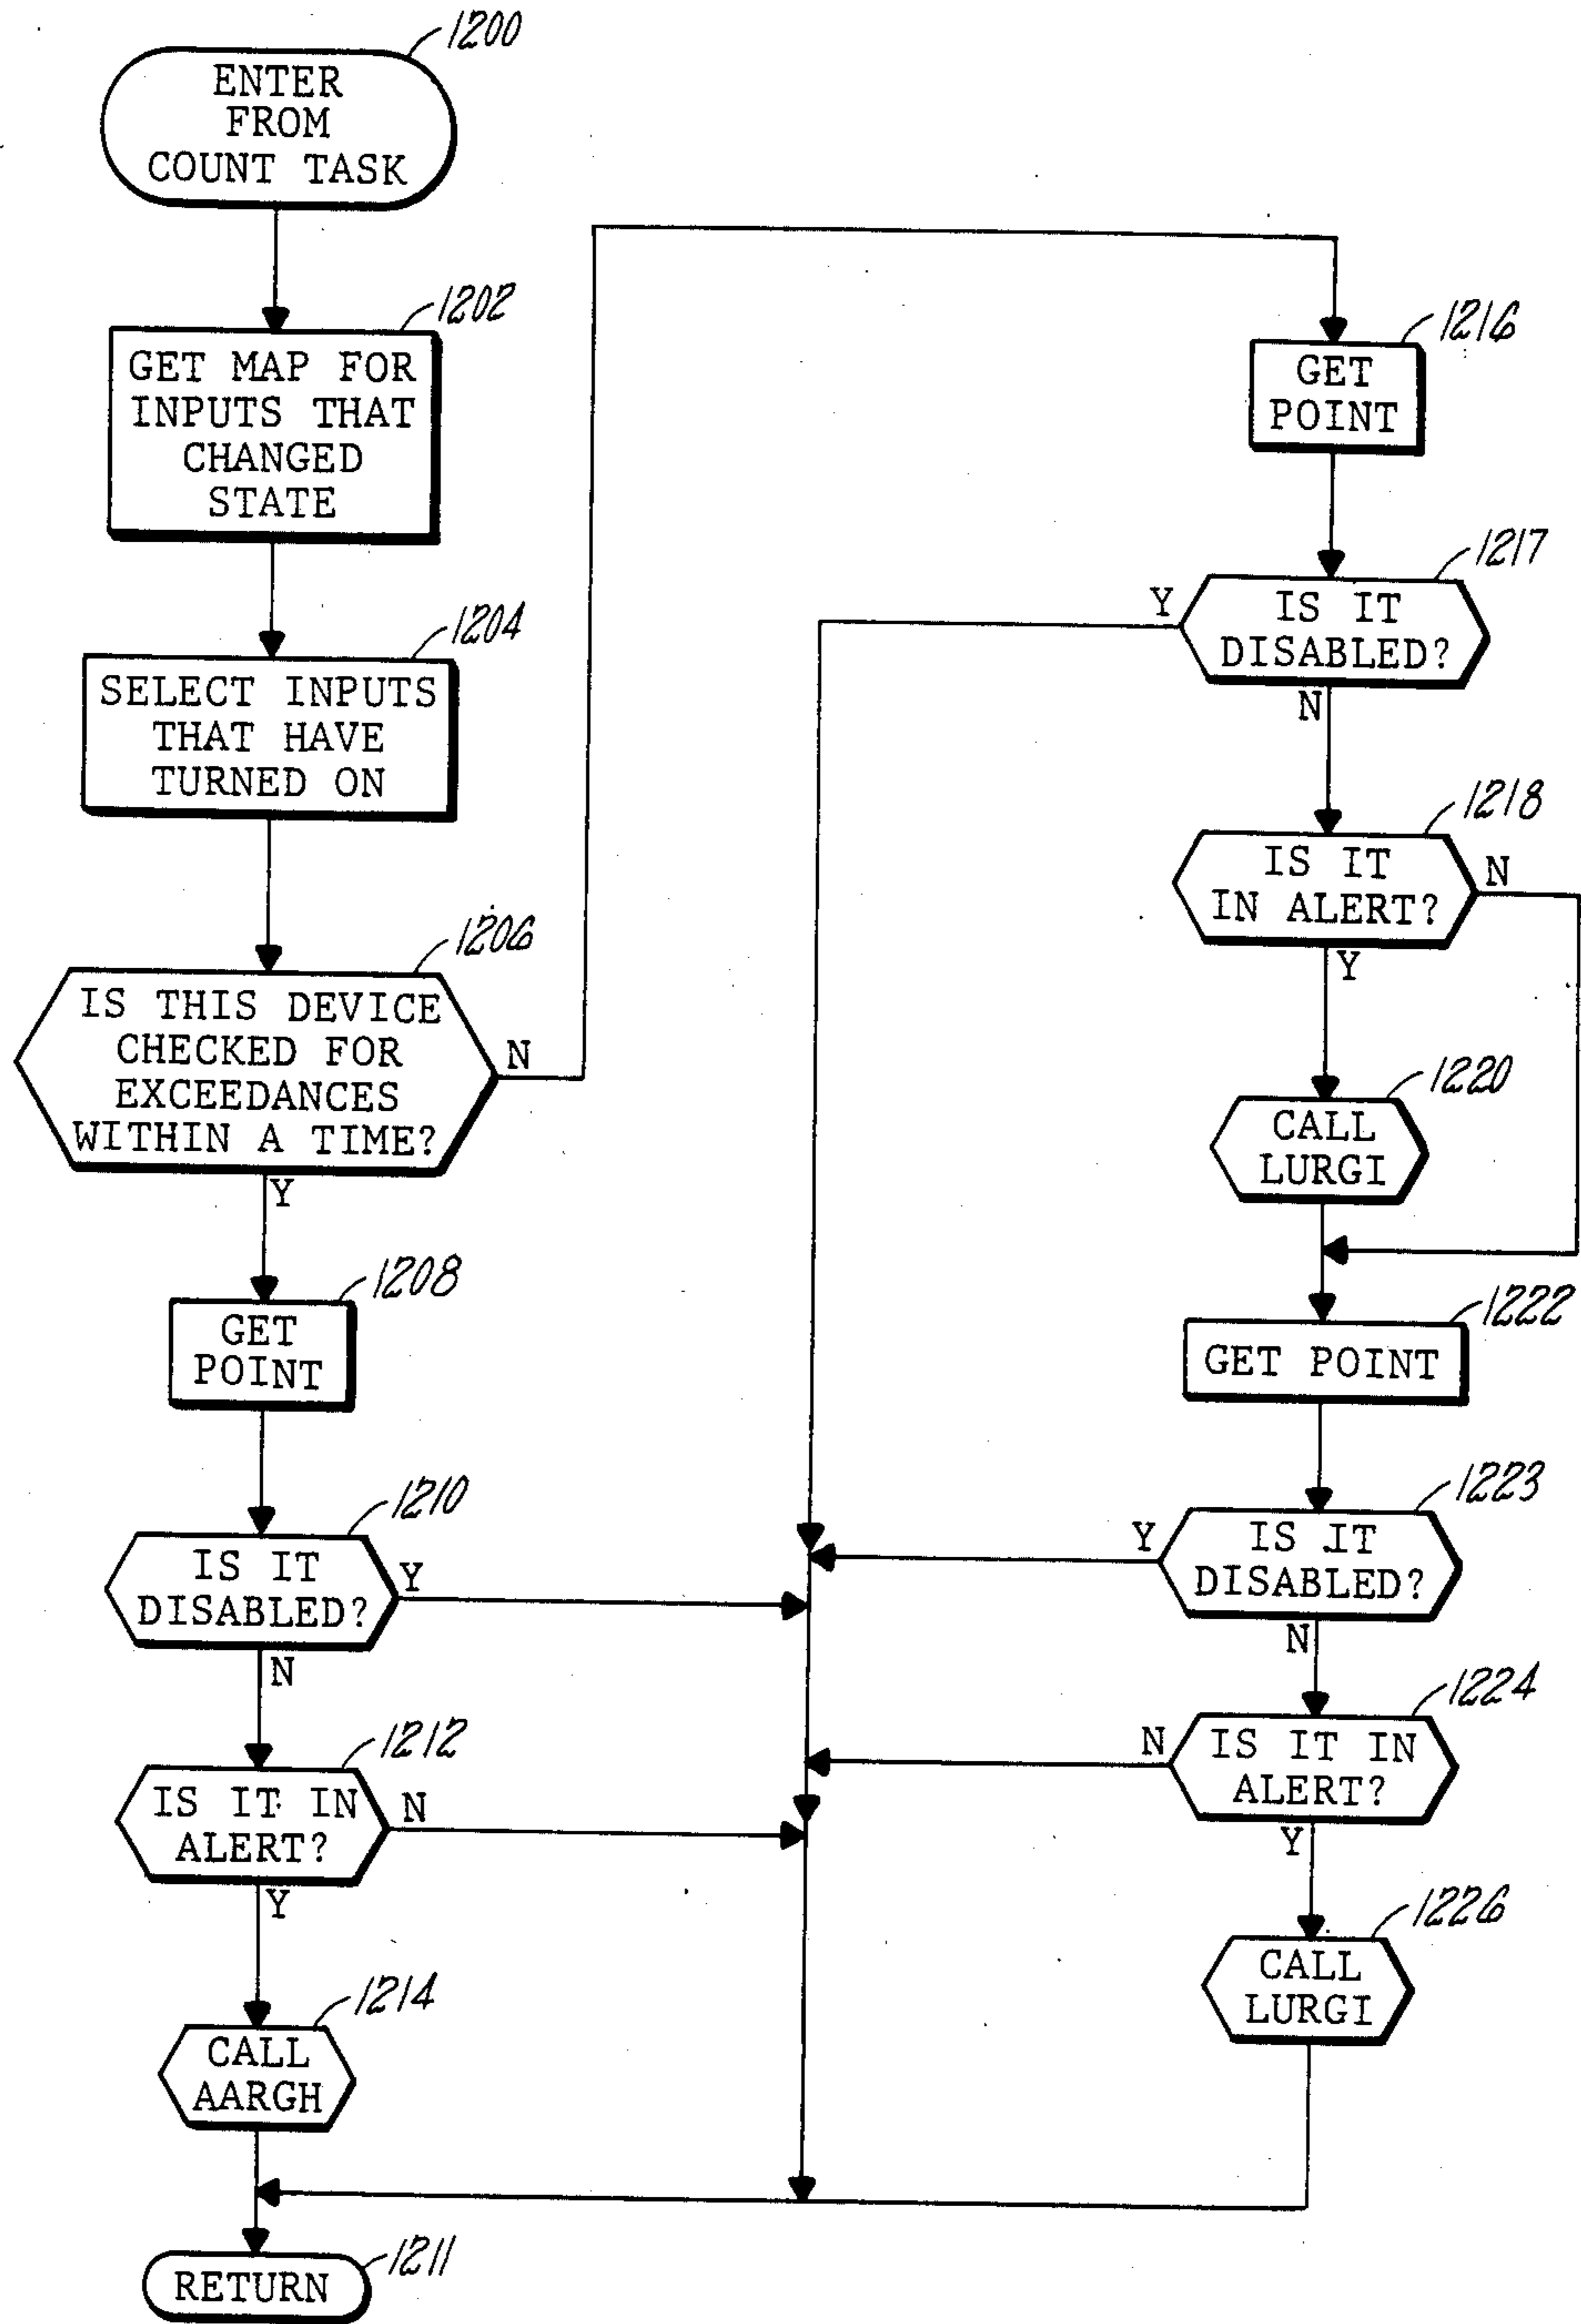 1200
ENTER
FROM
COUNT TASK
1202
GET MAP FOR
INPUTS THAT
CHANGED
STATE
1204
SELECT INPUTS
THAT HAVE
TURNED ON
1206
IS THIS DEVICE
CHECKED FOR
EXCEEDANCES
WITHIN A TIME?
N
Y
1208
GET
POINT
1210
IS IT
DISABLED?
Y
N
1212
IS IT IN
ALERT?
N
Y
1214
CALL
AARGH
1211
RETURN
1216
GET
POINT
1217
IS IT
DISABLED?
Y
N
1218
IS IT
IN ALERT?
N
Y
1220
CALL
LURGI
1222
GET POINT
1223
IS IT
DISABLED?
Y
N
1224
IS IT IN
ALERT?
N
Y
1226
CALL
LURGI